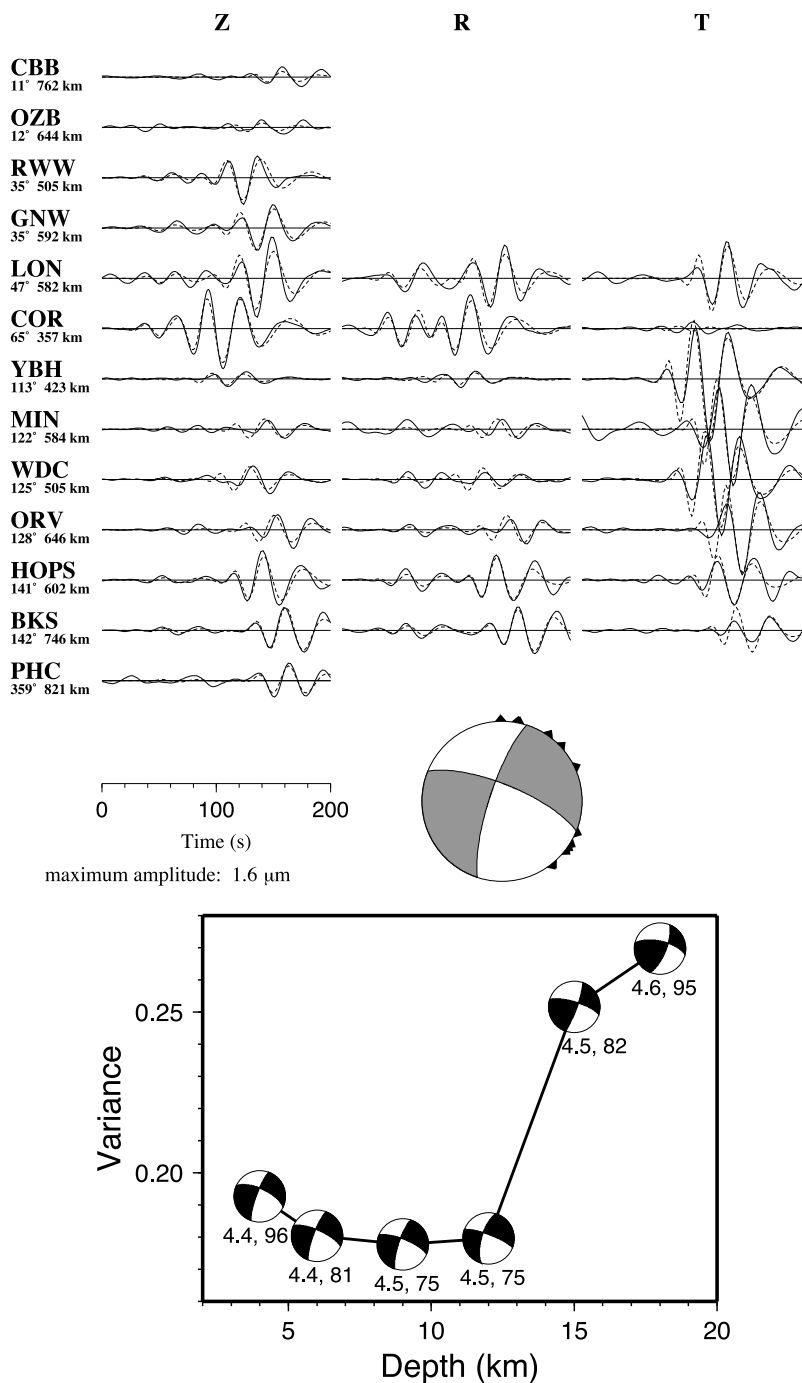 Z R T
CBB
11° 762 km
OZB
12° 644 km
RWW
35° 505 km
GNW
35° 592 km
LON
47° 582 km
COR
65° 357 km
YBH
113° 423 km
MIN
122° 584 km
WDC
125° 505 km
ORV
128° 646 km
HOPS
141° 602 km
BKS
142° 746 km
PHC
359° 821 km
0 100 200
Time (s)
maximum amplitude: 1.6 μm
4.6, 95
0.25
4.5, 82
Variance
0.20
4.4, 96
4.4, 81
4.5, 75
4.5, 75
5 10 15 20
Depth (km)